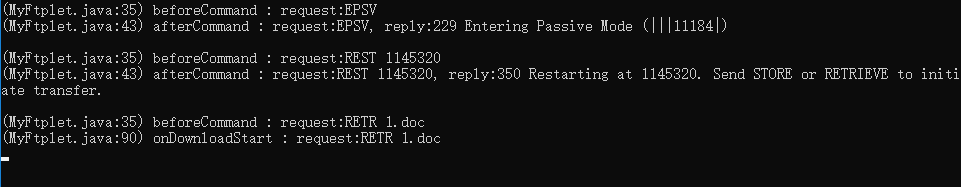 (MyFtplet.java:35) beforeCommand : request:EPSV
(MyFtplet.java:43) afterCommand : request:EPSV, reply:229 Entering Passive Mode (|||11184|)
(MyFtplet.java:35) beforeCommand : request:REST 1145320
(MyFtplet.java:43) afterCommand : request:REST 1145320, reply:350 Restarting at 1145320. Send STORE or RETRIEVE to initi
ate transfer.
(MyFtplet.java:35) beforeCommand : request:RETR 1.doc
(MyFtplet.java:90) onDownloadStart : request:RETR 1.doc